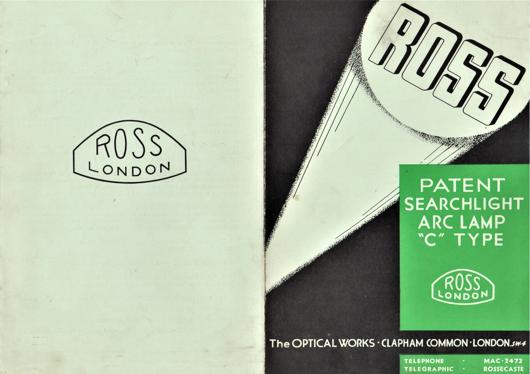 ROSS
LONDON
ROSS
PATENT
SEARCHLIGHT
ARC LAMP
"C" TYPE
ROSS
LONDON
The OPTICAL WORKS · CLAPHAM COMMON · LONDON.SW4
TELEPHONE · MAC·2472
TELEGRAPHIC · ROSSECASTE